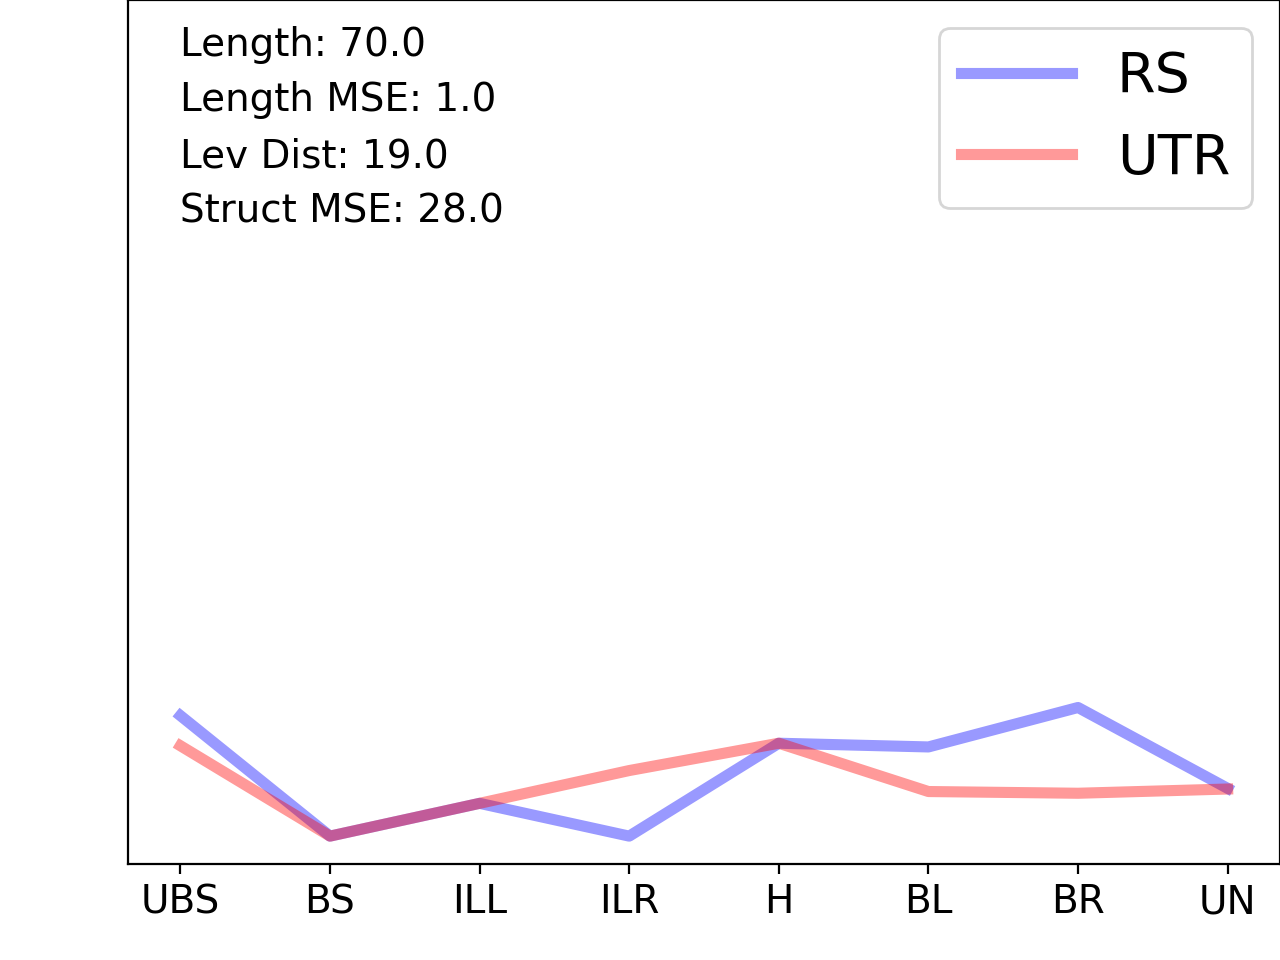 Length: 70.0
Length MSE: 1.0
Lev Dist: 19.0
Struct MSE: 28.0
RS
UTR
UBS BS ILL ILR H BL BR UN